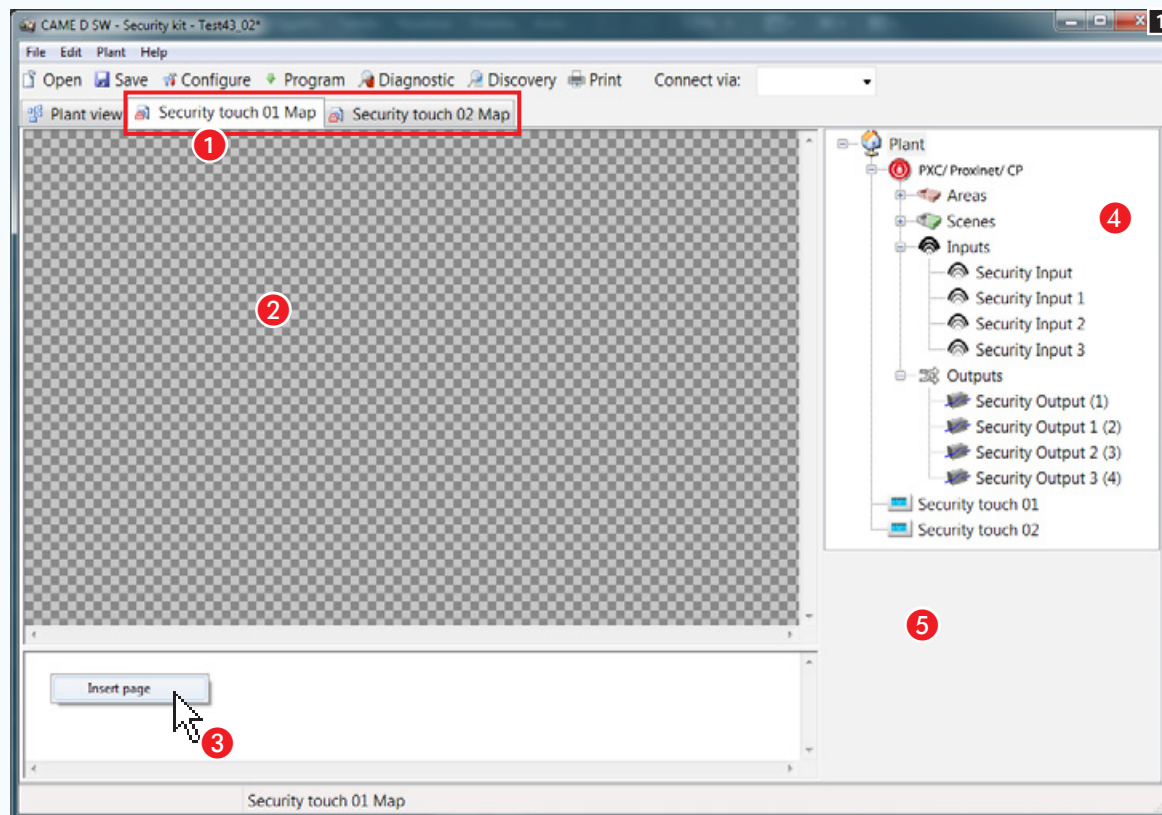 CAME D SW - Security kit - Test43_02*
1
File Edit Plant Help
Open Save Configure Program Diagnostic Discovery Print Connect via:
Plant view Security touch 01 Map Security touch 02 Map
1
2
Insert page
3
Plant
PXC/ Proxinet/ CP
Areas
4
Scenes
Inputs
Security Input
Security Input 1
Security Input 2
Security Input 3
Outputs
Security Output (1)
Security Output 1 (2)
Security Output 2 (3)
Security Output 3 (4)
Security touch 01
Security touch 02
5
Security touch 01 Map